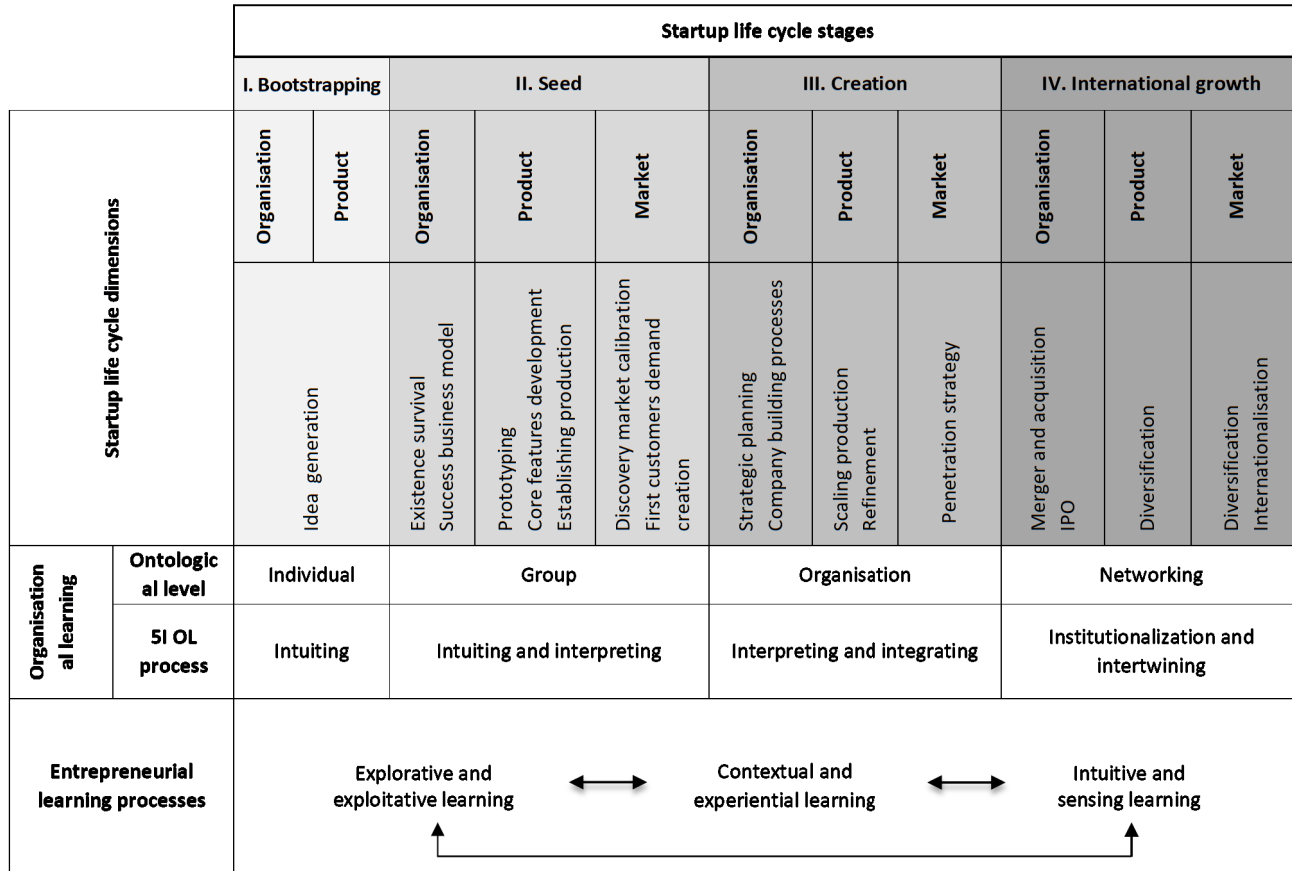 Startup life cycle stages
I. Bootstrapping
II. Seed
III. Creation
IV. International growth
Startup life cycle dimensions
Organisation
Product
Organisation
Product
Market
Organisation
Product
Market
Organisation
Product
Market
Idea generation
Existence survival
Success business model
Prototyping
Core features development
Establishing production
Discovery market calibration
First customers demand
creation
Strategic planning
Company building processes
Scaling production
Refinement
Penetration strategy
Merger and acquisition
IPO
Diversification
Diversification
Internationalisation
Organisation
al learning
Ontologic
al level
Individual
Group
Organisation
Networking
5I OL
process
Intuiting
Intuiting and interpreting
Interpreting and integrating
Institutionalization and
intertwining
Entrepreneurial
learning processes
Explorative and
exploitative learning
Contextual and
experiential learning
Intuitive and
sensing learning